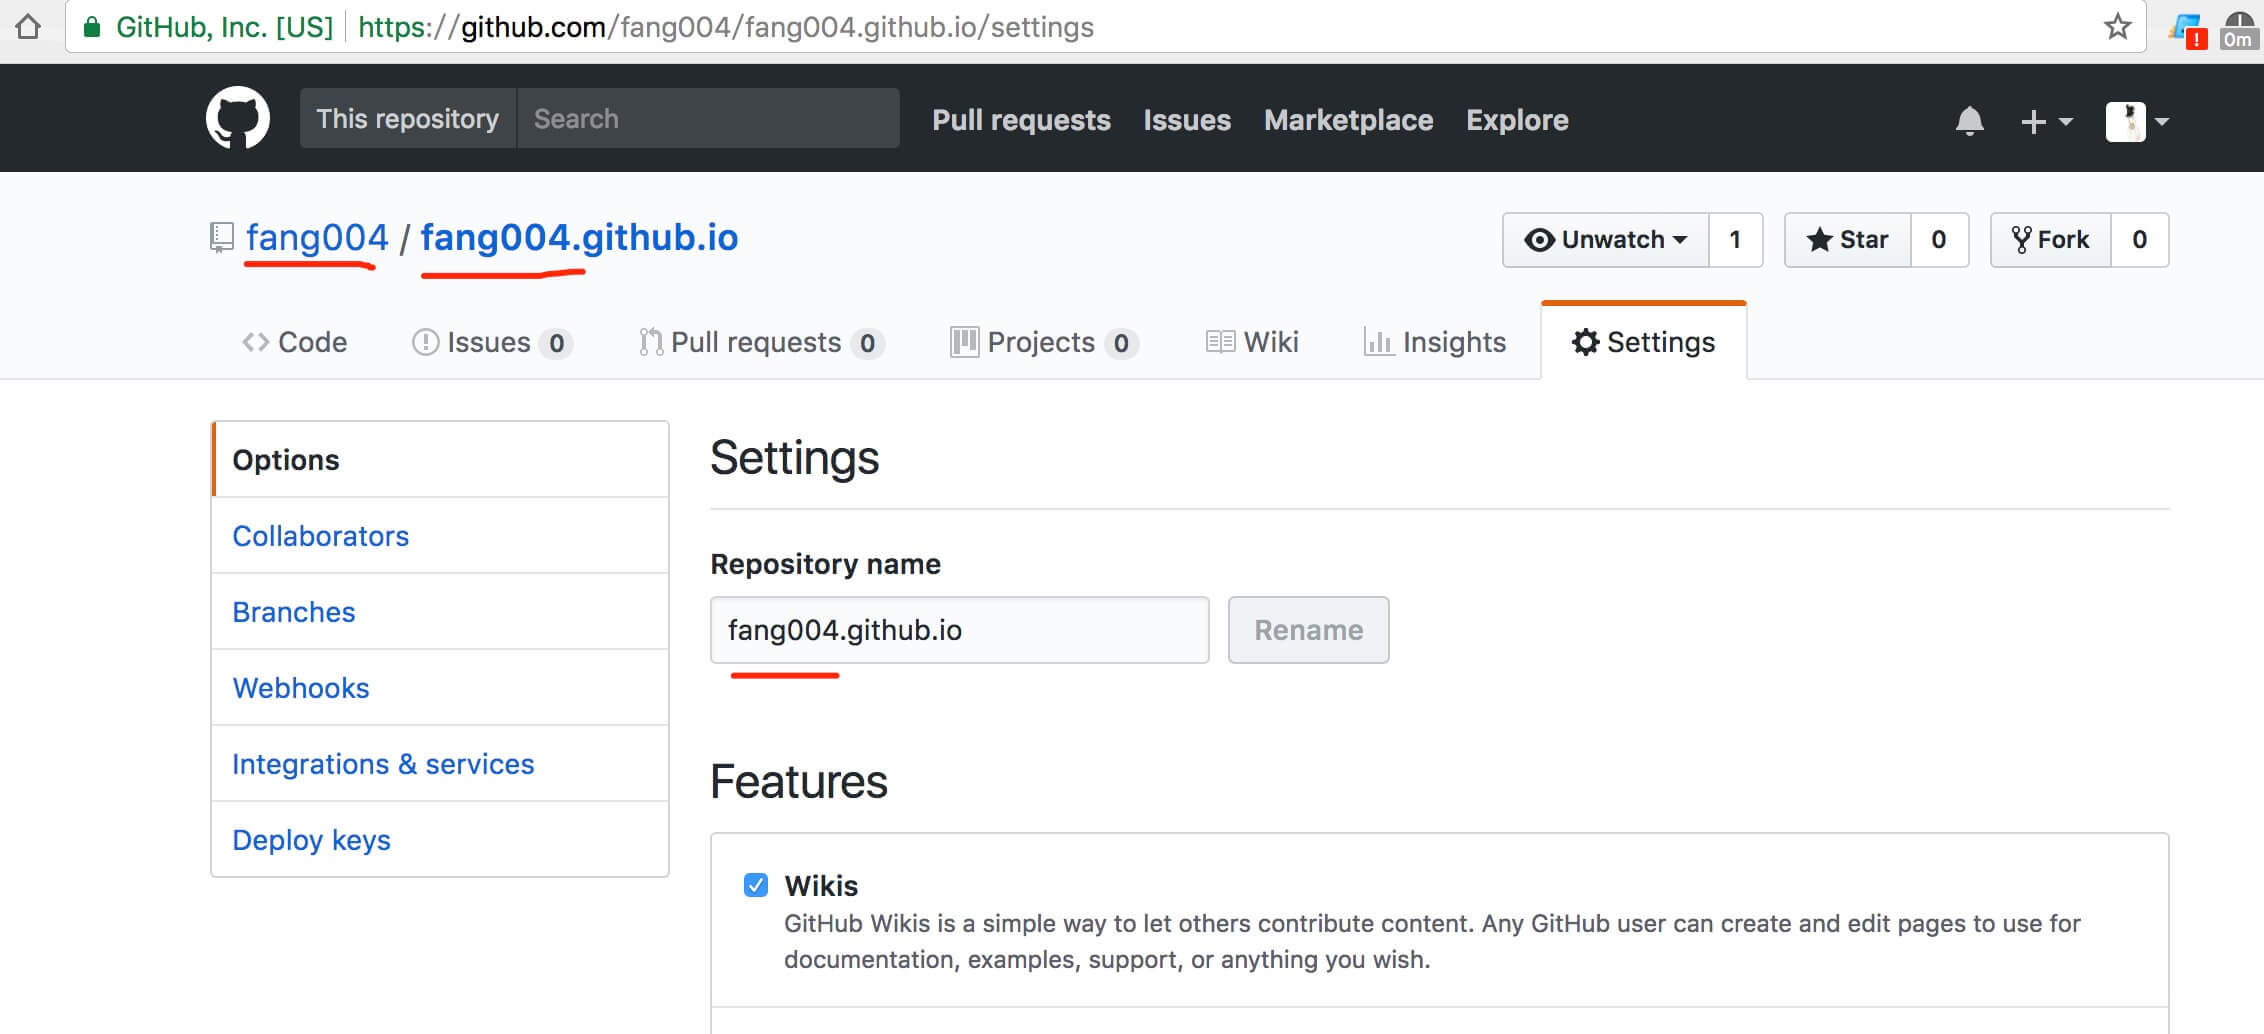 GitHub, Inc. [US] https://github.com/fang004/fang004.github.io/settings
! 0m
This repository Search Pull requests Issues Marketplace Explore
fang004 / fang004.github.io Unwatch 1 Star 0 Fork 0
Code Issues 0 Pull requests 0 Projects 0 Wiki Insights Settings
Options
Collaborators
Branches
Webhooks
Integrations & services
Deploy keys
Settings
Repository name
fang004.github.io Rename
Features
Wikis
GitHub Wikis is a simple way to let others contribute content. Any GitHub user can create and edit pages to use for
documentation, examples, support, or anything you wish.